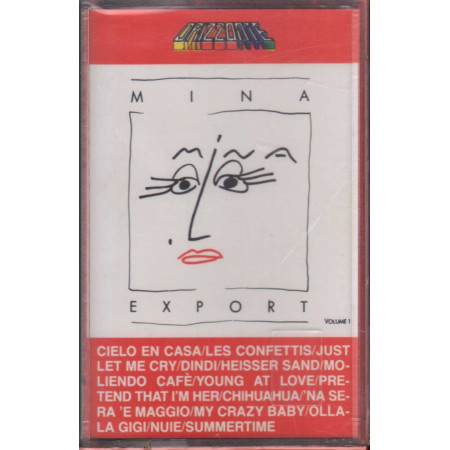 ORIZZONTE
MINA
MiNA
EXPORT
VOLUME 1
CIELO EN CASA/LES CONFETTIS/JUST
LET ME CRY/DINDI/HEISSER SAND/MO-
LIENDO CAFÈ/YOUNG AT LOVE/PRE-
TEND THAT I'M HER/CHIHUAHUA/'NA SE-
RA 'E MAGGIO/MY CRAZY BABY/OLLA-
LA GIGI/NUIE/SUMMERTIME